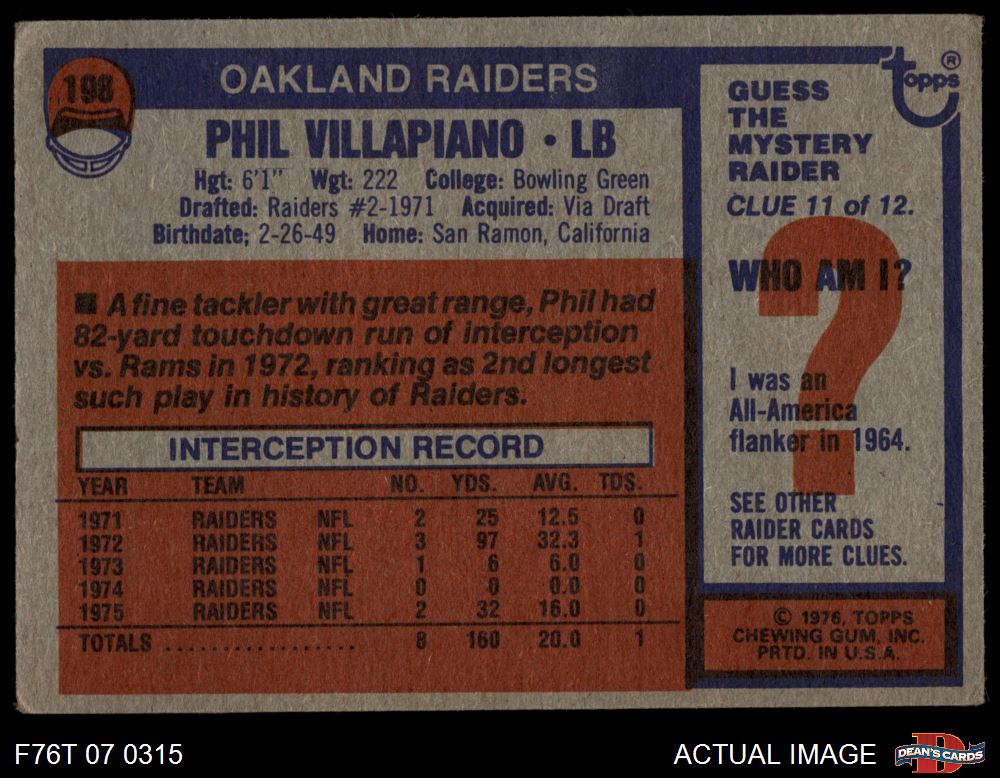 198
OAKLAND RAIDERS
PHIL VILLAPIANO • LB
Hgt: 6'1" Wgt: 222 College: Bowling Green
Drafted: Raiders #2-1971 Acquired: Via Draft
Birthdate; 2-26-49 Home: San Ramon, California
■ A fine tackler with great range, Phil had
82-yard touchdown run of interception
vs. Rams in 1972, ranking as 2nd longest
such play in history of Raiders.
INTERCEPTION RECORD
YEAR TEAM NO. YDS. AVG. TDS.
1971 RAIDERS NFL 2 25 12.5 0
1972 RAIDERS NFL 3 97 32.3 1
1973 RAIDERS NFL 1 6 6.0 0
1974 RAIDERS NFL 0 0 0.0 0
1975 RAIDERS NFL 2 32 16.0 0
TOTALS .................. 8 160 20.0 1
topps ®
GUESS
THE
MYSTERY
RAIDER
CLUE 11 of 12.
?
WHO AM I?
I was an
All-America
flanker in 1964.
SEE OTHER
RAIDER CARDS
FOR MORE CLUES.
© 1976, TOPPS
CHEWING GUM, INC.
PRTD. IN U.S.A.
F76T 07 0315
ACTUAL IMAGE
DEAN'S CARDS